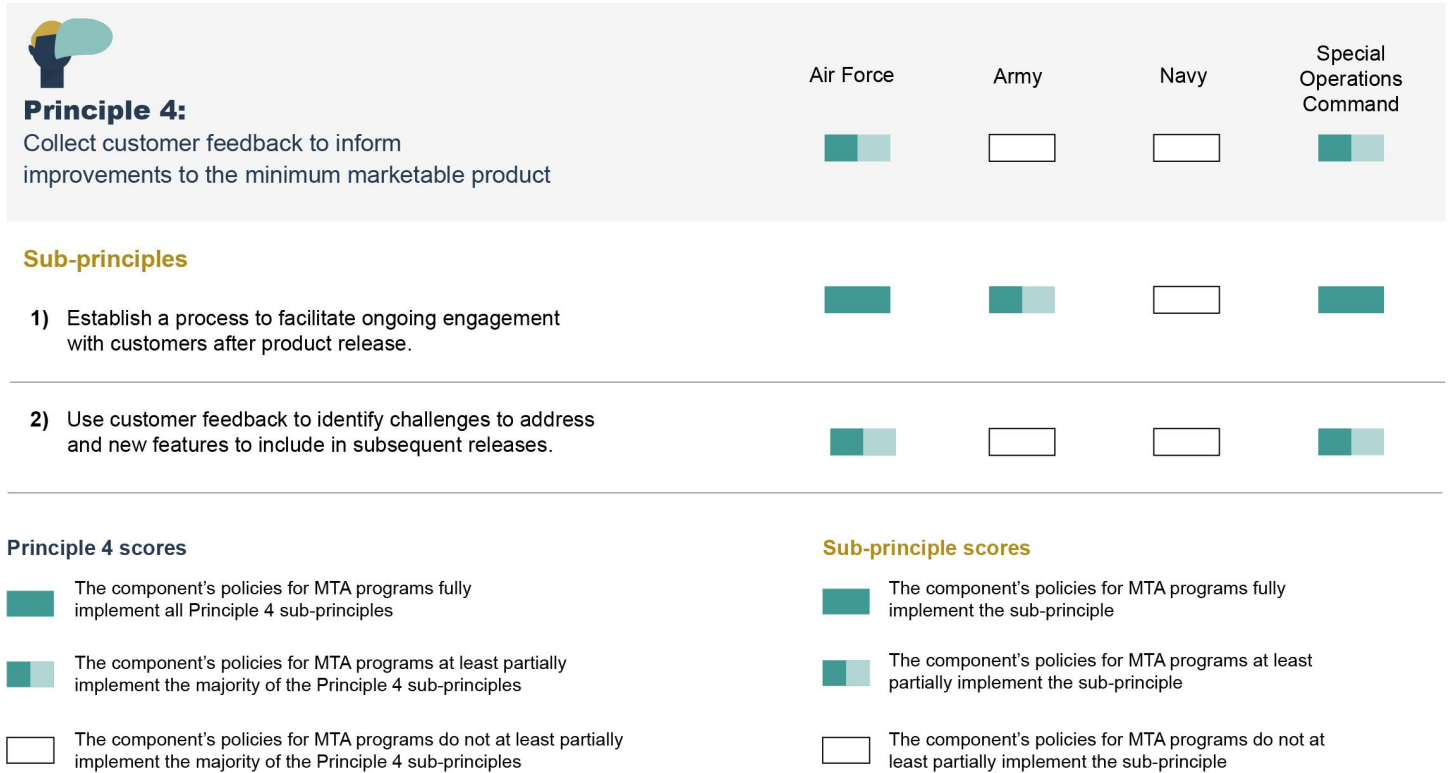 Air Force
Army
Navy
Special
Operations
Command
Principle 4:
Collect customer feedback to inform
improvements to the minimum marketable product
Sub-principles
1) Establish a process to facilitate ongoing engagement
with customers after product release.
2) Use customer feedback to identify challenges to address
and new features to include in subsequent releases.
Principle 4 scores
The component’s policies for MTA programs fully
implement all Principle 4 sub-principles
The component’s policies for MTA programs at least partially
implement the majority of the Principle 4 sub-principles
The component’s policies for MTA programs do not at least partially
implement the majority of the Principle 4 sub-principles
Sub-principle scores
The component’s policies for MTA programs fully
implement the sub-principle
The component’s policies for MTA programs at least
partially implement the sub-principle
The component’s policies for MTA programs do not at
least partially implement the sub-principle